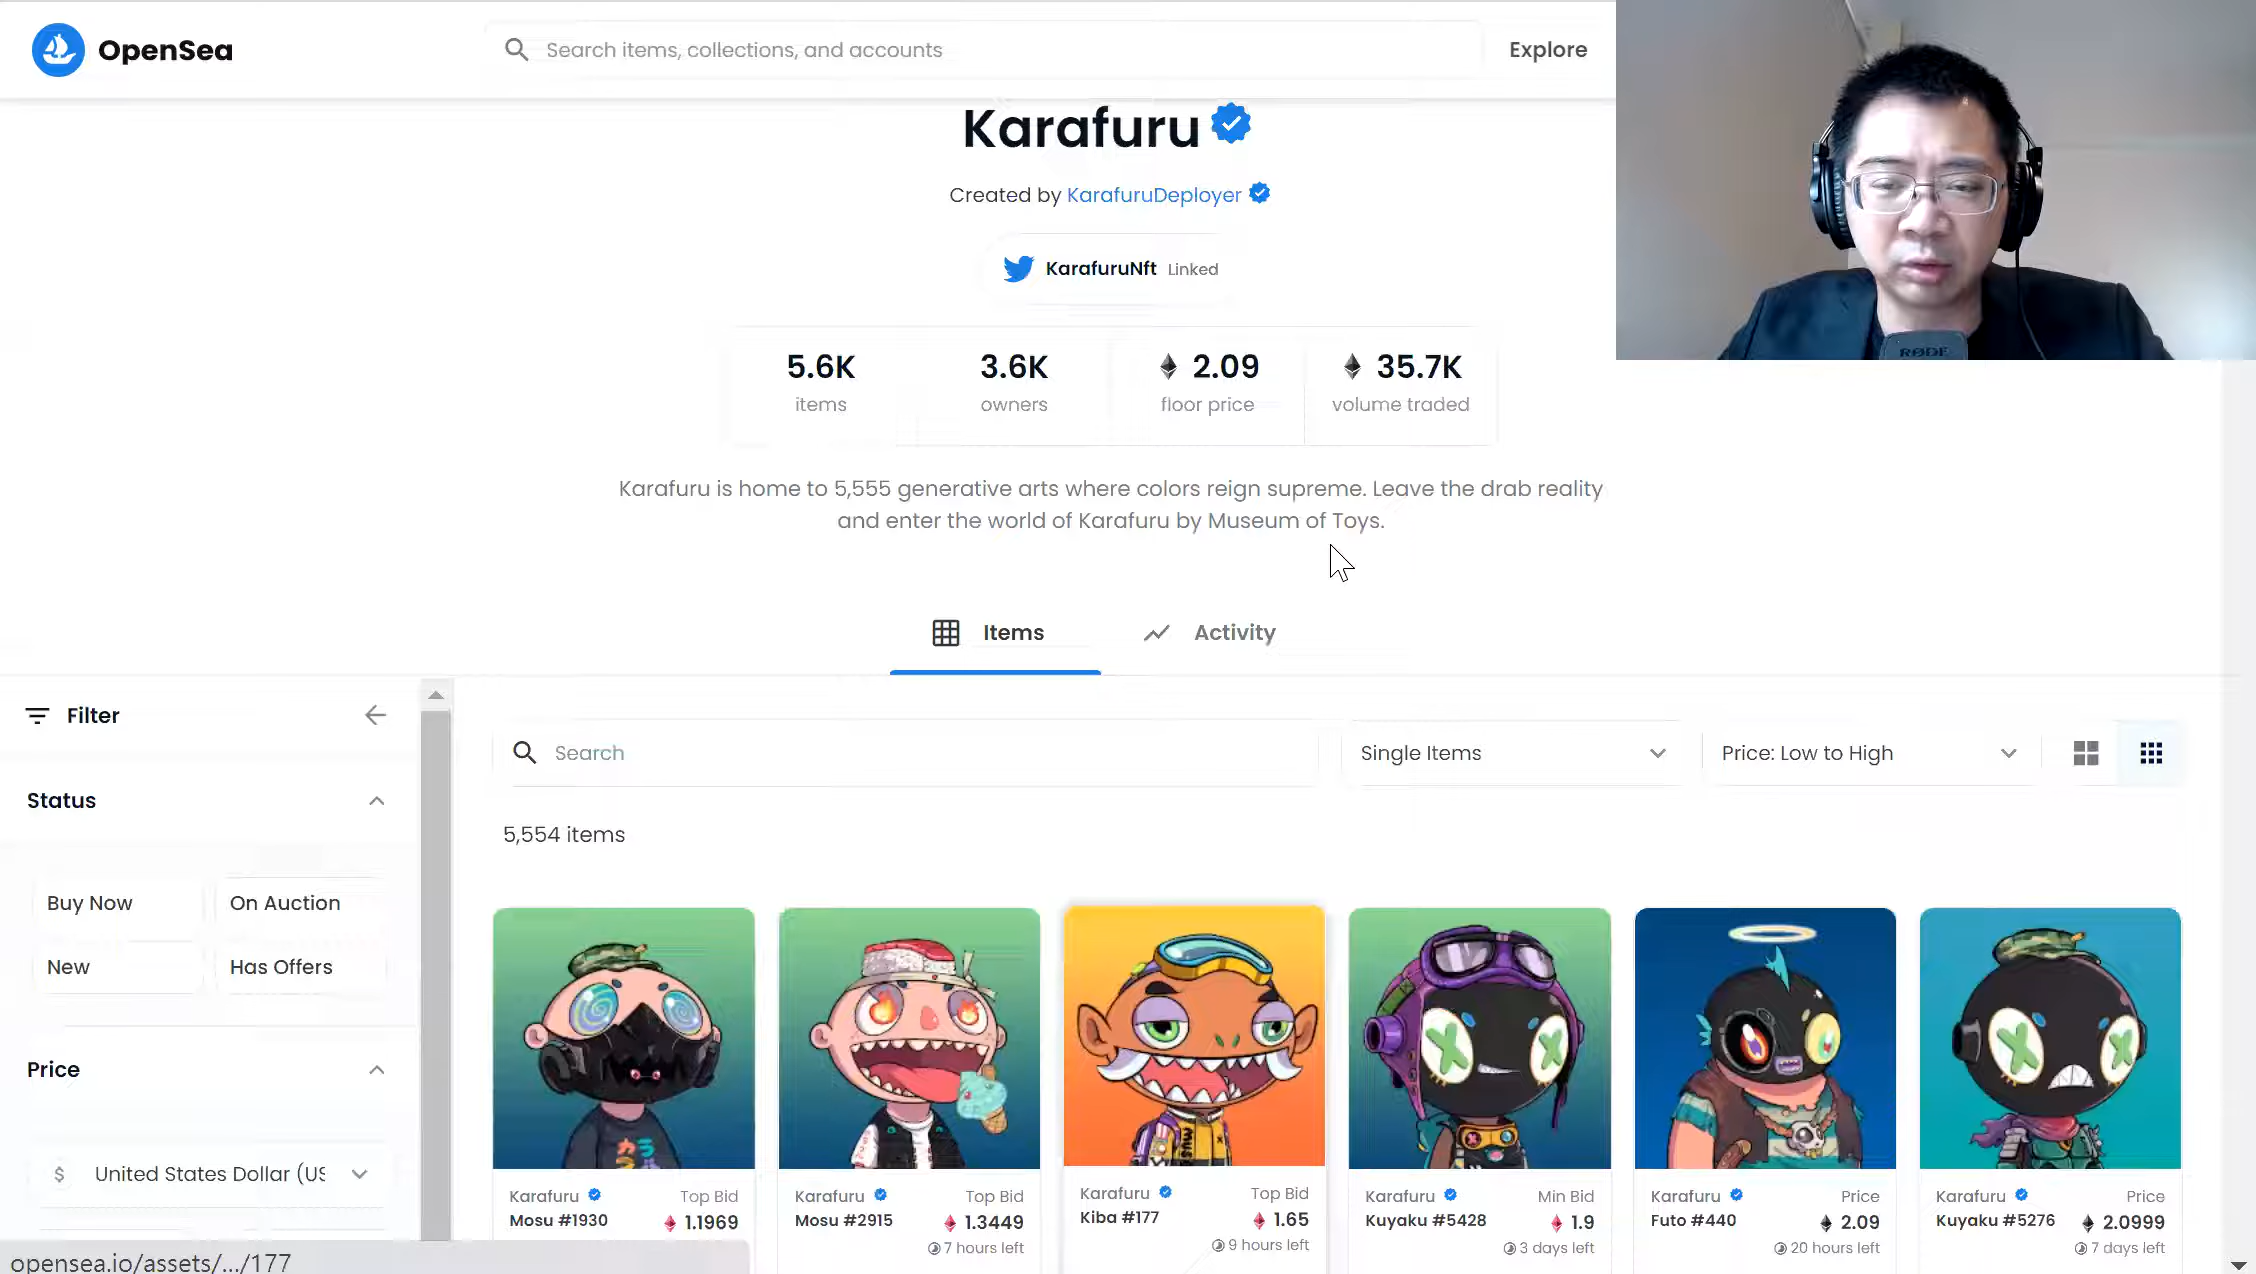 OpenSea
Search items, collections, and accounts
Explore
Karafuru
Created by KarafuruDeployer
KarafuruNft Linked
5.6K
items
3.6K
owners
2.09
floor price
35.7K
volume traded
Karafuru is home to 5,555 generative arts where colors reign supreme. Leave the drab reality
and enter the world of Karafuru by Museum of Toys.
Items
Activity
Filter
Status
Buy Now
On Auction
New
Has Offers
Price
$ United States Dollar (US
Search
Single Items
Price: Low to High
5,554 items
Karafuru Top Bid
Mosu #1930 1.1969
Karafuru Top Bid
Mosu #2915 1.3449
7 hours left
Karafuru Top Bid
Kiba #177 1.65
9 hours left
Karafuru Min Bid
Kuyaku #5428 1.9
3 days left
Karafuru Price
Futo #440 2.09
20 hours left
Karafuru Price
Kuyaku #5276 2.0999
7 days left
opensea.io/assets/.../177
RØDE